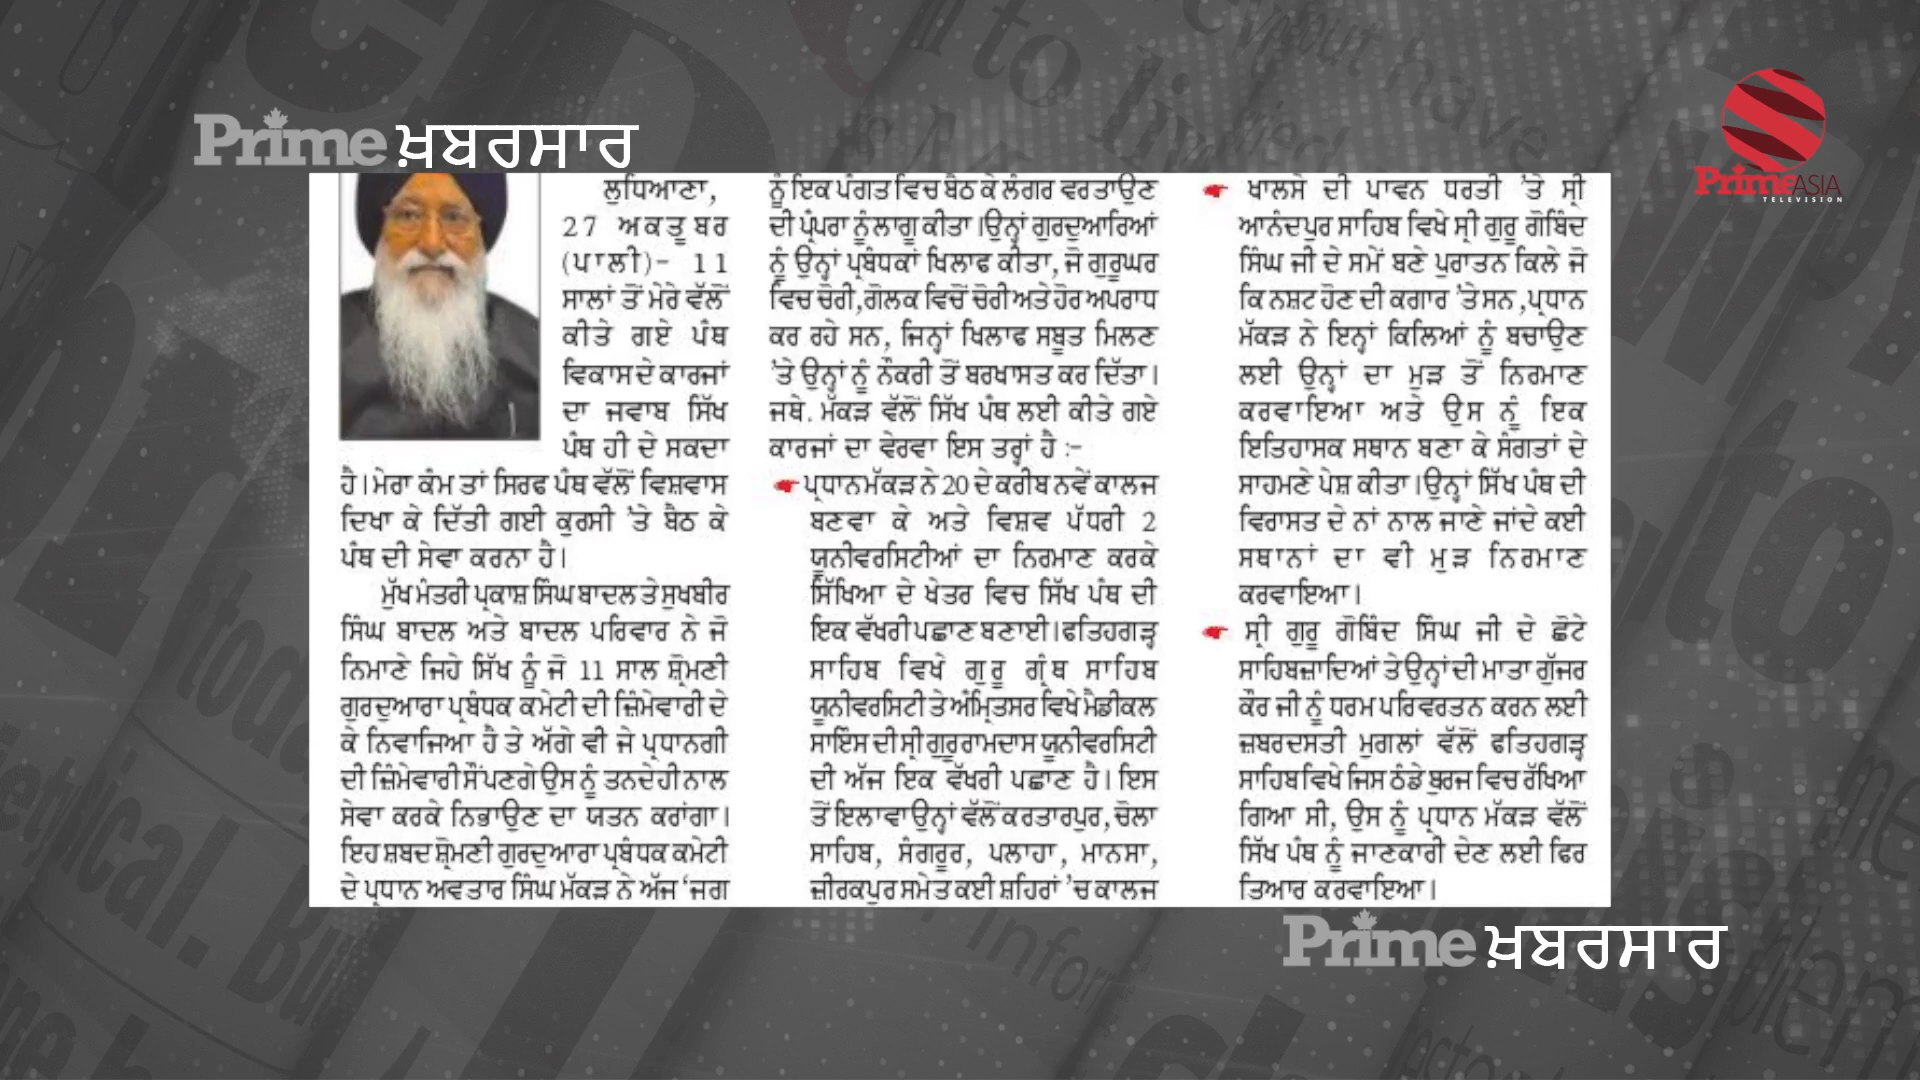 Prime ਖ਼ਬਰਸਾਰ
PrimeASIA
TELEVISION
ਲੁਧਿਆਣਾ,
27 ਅਕਤੂਬਰ
(ਪਾਲੀ)- 11
ਸਾਲਾਂ ਤੋਂ ਮੇਰੇ ਵੱਲੋਂ
ਕੀਤੇ ਗਏ ਪੰਥ
ਵਿਕਾਸ ਦੇ ਕਾਰਜਾਂ
ਦਾ ਜਵਾਬ ਸਿੱਖ
ਪੰਥ ਹੀ ਦੇ ਸਕਦਾ
ਹੈ। ਮੇਰਾ ਕੰਮ ਤਾਂ ਸਿਰਫ ਪੰਥ ਵੱਲੋਂ ਵਿਸ਼ਵਾਸ
ਦਿਖਾ ਕੇ ਦਿੱਤੀ ਗਈ ਕੁਰਸੀ 'ਤੇ ਬੈਠ ਕੇ
ਪੰਥ ਦੀ ਸੇਵਾ ਕਰਨਾ ਹੈ।
ਮੁੱਖ ਮੰਤਰੀ ਪ੍ਰਕਾਸ਼ ਸਿੰਘ ਬਾਦਲ ਤੇ ਸੁਖਬੀਰ
ਸਿੰਘ ਬਾਦਲ ਅਤੇ ਬਾਦਲ ਪਰਿਵਾਰ ਨੇ ਜੋ
ਨਿਮਾਣੇ ਜਿਹੇ ਸਿੱਖ ਨੂੰ ਜੋ 11 ਸਾਲ ਸ਼੍ਰੋਮਣੀ
ਗੁਰਦੁਆਰਾ ਪ੍ਰਬੰਧਕ ਕਮੇਟੀ ਦੀ ਜ਼ਿੰਮੇਵਾਰੀ ਦੇ
ਕੇ ਨਿਵਾਜਿਆ ਹੈ ਤੇ ਅੱਗੇ ਵੀ ਜੇ ਪ੍ਰਧਾਨਗੀ
ਦੀ ਜ਼ਿੰਮੇਵਾਰੀ ਸੌਂਪਣਗੇ ਉਸ ਨੂੰ ਤਨਦੇਹੀ ਨਾਲ
ਸੇਵਾ ਕਰਕੇ ਨਿਭਾਉਣ ਦਾ ਯਤਨ ਕਰਾਂਗਾ।
ਇਹ ਸ਼ਬਦ ਸ਼੍ਰੋਮਣੀ ਗੁਰਦੁਆਰਾ ਪ੍ਰਬੰਧਕ ਕਮੇਟੀ
ਦੇ ਪ੍ਰਧਾਨ ਅਵਤਾਰ ਸਿੰਘ ਮੱਕੜ ਨੇ ਅੱਜ 'ਜਗ
ਨੂੰ ਇਕ ਪੰਗਤ ਵਿਚ ਬੈਠ ਕੇ ਲੰਗਰ ਵਰਤਾਉਣ
ਦੀ ਪ੍ਰੰਪਰਾ ਨੂੰ ਲਾਗੂ ਕੀਤਾ।ਉਨ੍ਹਾਂ ਗੁਰਦੁਆਰਿਆਂ
ਨੂੰ ਉਨ੍ਹਾਂ ਪ੍ਰਬੰਧਕਾਂ ਖਿਲਾਫ ਕੀਤਾ, ਜੋ ਗੁਰੂਘਰ
ਵਿਚ ਚੋਰੀ,ਗੋਲਕ ਵਿਚੋਂ ਚੋਰੀ ਅਤੇ ਹੋਰ ਅਪਰਾਧ
ਕਰ ਰਹੇ ਸਨ, ਜਿਨ੍ਹਾਂ ਖਿਲਾਫ ਸਬੂਤ ਮਿਲਣ
'ਤੇ ਉਨ੍ਹਾਂ ਨੂੰ ਨੌਕਰੀ ਤੋਂ ਬਰਖਾਸਤ ਕਰ ਦਿੱਤਾ।
ਜਥੇ. ਮੱਕੜ ਵੱਲੋਂ ਸਿੱਖ ਪੰਥ ਲਈ ਕੀਤੇ ਗਏ
ਕਾਰਜਾਂ ਦਾ ਵੇਰਵਾ ਇਸ ਤਰ੍ਹਾਂ ਹੈ :-
ਪ੍ਰਧਾਨ ਮੱਕੜ ਨੇ 20 ਦੇ ਕਰੀਬ ਨਵੇਂ ਕਾਲਜ
ਬਣਵਾ ਕੇ ਅਤੇ ਵਿਸ਼ਵ ਪੱਧਰੀ 2
ਯੂਨੀਵਰਸਿਟੀਆਂ ਦਾ ਨਿਰਮਾਣ ਕਰਕੇ
ਸਿੱਖਿਆ ਦੇ ਖੇਤਰ ਵਿਚ ਸਿੱਖ ਪੰਥ ਦੀ
ਇਕ ਵੱਖਰੀ ਪਛਾਣ ਬਣਾਈ। ਫਤਿਹਗੜ੍ਹ
ਸਾਹਿਬ ਵਿਖੇ ਗੁਰੂ ਗ੍ਰੰਥ ਸਾਹਿਬ
ਯੂਨੀਵਰਸਿਟੀ ਤੇ ਅੰਮ੍ਰਿਤਸਰ ਵਿਖੇ ਮੈਡੀਕਲ
ਸਾਇੰਸ ਦੀ ਸ੍ਰੀ ਗੁਰੂ ਰਾਮਦਾਸ ਯੂਨੀਵਰਸਿਟੀ
ਦੀ ਅੱਜ ਇਕ ਵੱਖਰੀ ਪਛਾਣ ਹੈ। ਇਸ
ਤੋਂ ਇਲਾਵਾ ਉਨ੍ਹਾਂ ਵੱਲੋਂ ਕਰਤਾਰਪੁਰ, ਚੋਲਾ
ਸਾਹਿਬ, ਸੰਗਰੂਰ, ਪਲਾਹਾ, ਮਾਨਸਾ,
ਜ਼ੀਰਕਪੁਰ ਸਮੇਤ ਕਈ ਸ਼ਹਿਰਾਂ 'ਚ ਕਾਲਜ
ਖਾਲਸੇ ਦੀ ਪਾਵਨ ਧਰਤੀ 'ਤੇ ਸ੍ਰੀ
ਆਨੰਦਪੁਰ ਸਾਹਿਬ ਵਿਖੇ ਸ੍ਰੀ ਗੁਰੂ ਗੋਬਿੰਦ
ਸਿੰਘ ਜੀ ਦੇ ਸਮੇਂ ਬਣੇ ਪੁਰਾਤਨ ਕਿਲੇ ਜੋ
ਕਿ ਨਸ਼ਟ ਹੋਣ ਦੀ ਕਗਾਰ 'ਤੇ ਸਨ,ਪ੍ਰਧਾਨ
ਮੱਕੜ ਨੇ ਇਨ੍ਹਾਂ ਕਿਲਿਆਂ ਨੂੰ ਬਚਾਉਣ
ਲਈ ਉਨ੍ਹਾਂ ਦਾ ਮੁੜ ਤੋਂ ਨਿਰਮਾਣ
ਕਰਵਾਇਆ ਅਤੇ ਉਸ ਨੂੰ ਇਕ
ਇਤਿਹਾਸਕ ਸਥਾਨ ਬਣਾ ਕੇ ਸੰਗਤਾਂ ਦੇ
ਸਾਹਮਣੇ ਪੇਸ਼ ਕੀਤਾ।ਉਨ੍ਹਾਂ ਸਿੱਖ ਪੰਥ ਦੀ
ਵਿਰਾਸਤ ਦੇ ਨਾਂ ਨਾਲ ਜਾਣੇ ਜਾਂਦੇ ਕਈ
ਸਥਾਨਾਂ ਦਾ ਵੀ ਮੁੜ ਨਿਰਮਾਣ
ਕਰਵਾਇਆ।
ਸ੍ਰੀ ਗੁਰੂ ਗੋਬਿੰਦ ਸਿੰਘ ਜੀ ਦੇ ਛੋਟੇ
ਸਾਹਿਬਜ਼ਾਦਿਆਂ ਤੇ ਉਨ੍ਹਾਂ ਦੀ ਮਾਤਾ ਗੁੱਜਰ
ਕੌਰ ਜੀ ਨੂੰ ਧਰਮ ਪਰਿਵਰਤਨ ਕਰਨ ਲਈ
ਜ਼ਬਰਦਸਤੀ ਮੁਗਲਾਂ ਵੱਲੋਂ ਫਤਿਹਗੜ੍ਹ
ਸਾਹਿਬ ਵਿਖੇ ਜਿਸ ਠੰਡੇ ਬੁਰਜ ਵਿਚ ਰੱਖਿਆ
ਗਿਆ ਸੀ, ਉਸ ਨੂੰ ਪ੍ਰਧਾਨ ਮੱਕੜ ਵੱਲੋਂ
ਸਿੱਖ ਪੰਥ ਨੂੰ ਜਾਣਕਾਰੀ ਦੇਣ ਲਈ ਫਿਰ
ਤਿਆਰ ਕਰਵਾਇਆ।
Prime ਖ਼ਬਰਸਾਰ